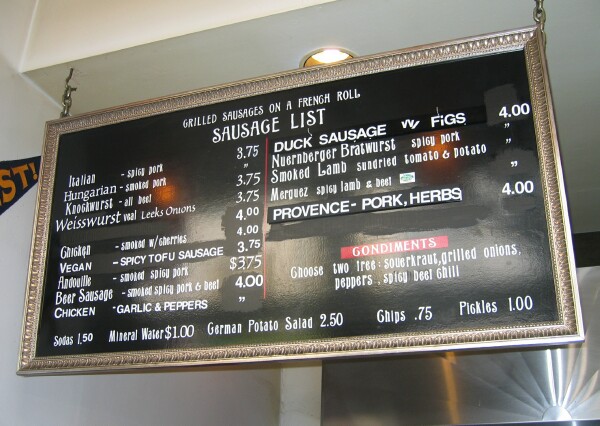 GRILLED SAUSAGES ON A FRENCH ROLL
SAUSAGE LIST
Italian - spicy pork 3.75
Hungarian - smoked pork "
Knockwurst - all beef 3.75
Weisswurst veal Leeks Onions 3.75
4.00
Chicken - smoked w/cherries 4.00
VEGAN - SPICY TOFU SAUSAGE 3.75
Andouille - smoked spicy pork $3.75
Beer Sausage - smoked spicy pork & beef 4.00
CHICKEN - GARLIC & PEPPERS "
DUCK SAUSAGE w/ FIGS 4.00
Nuernberger Bratwurst spicy pork "
Smoked Lamb sundried tomato & potato "
Merguez spicy lamb & beef "
PROVENCE - PORK, HERBS 4.00
CONDIMENTS
Choose two free: souerkraut, grilled onions,
peppers, spicy beef chili
Sodas 1.50 Mineral Water $1.00 German Potato Salad 2.50 Chips .75 Pickles 1.00
ST!